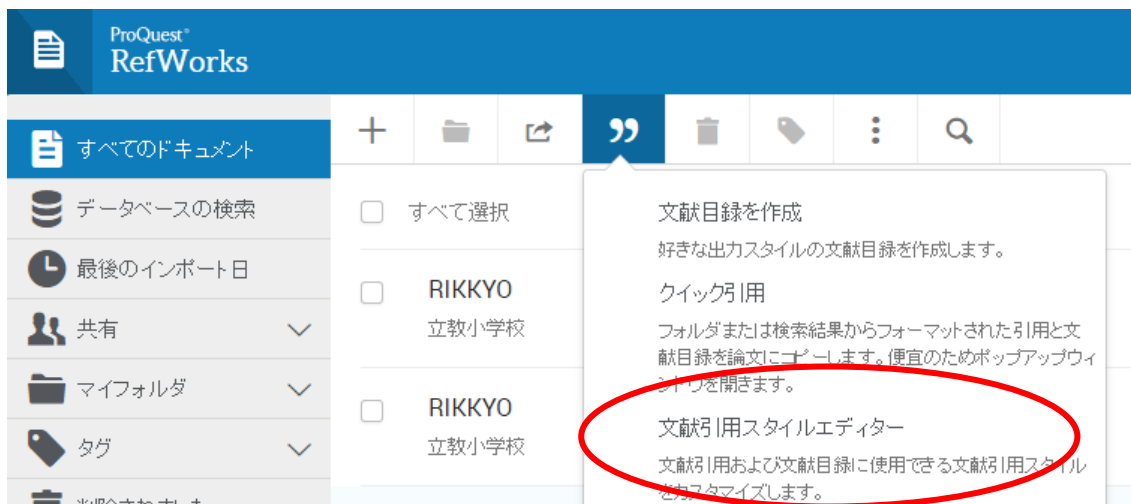 ProQuest®
RefWorks
すべてのドキュメント
データベースの検索
最後のインポート日
共有
マイフォルダ
タグ
削除されました
すべて選択
RIKKYO
立教小学校
RIKKYO
立教小学校
文献目録を作成
好きな出力スタイルの文献目録を作成します。
クイック引用
フォルダまたは検索結果からフォーマットされた引用と文
献目録を論文にコピーします。便宜のためポップアップウィ
ンドウを開きます。
文献引用スタイルエディター
文献引用および文献目録に使用できる文献引用スタイル
をカスタマイズします。